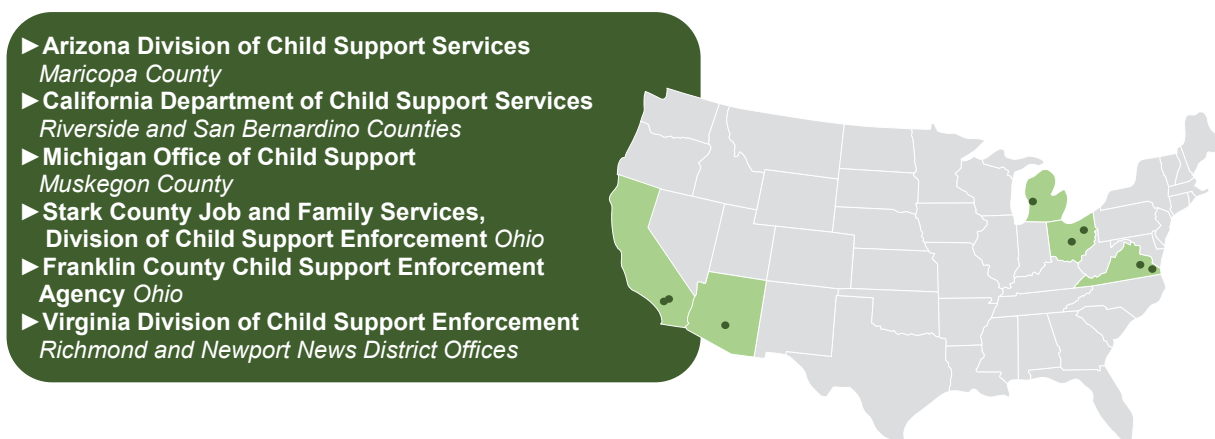 ►Arizona Division of Child Support Services
Maricopa County
►California Department of Child Support Services
Riverside and San Bernardino Counties
►Michigan Office of Child Support
Muskegon County
►Stark County Job and Family Services,
Division of Child Support Enforcement Ohio
►Franklin County Child Support Enforcement
Agency Ohio
►Virginia Division of Child Support Enforcement
Richmond and Newport News District Offices